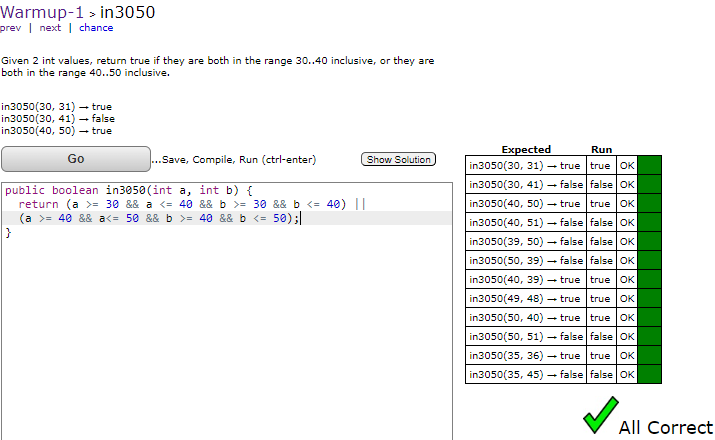 Warmup-1 > in3050
prev | next | chance
Given 2 int values, return true if they are both in the range 30..40 inclusive, or they are
both in the range 40..50 inclusive.
in3050(30, 31) → true
in3050(30, 41) → false
in3050(40, 50) → true
Go ...Save, Compile, Run (ctrl-enter) Show Solution
public boolean in3050(int a, int b) {
return (a >= 30 && a <= 40 && b >= 30 && b <= 40) ||
(a >= 40 && a<= 50 && b >= 40 && b <= 50);
}
Expected Run
in3050(30, 31) → true true OK
in3050(30, 41) → false false OK
in3050(40, 50) → true true OK
in3050(40, 51) → false false OK
in3050(39, 50) → false false OK
in3050(50, 39) → false false OK
in3050(40, 39) → true true OK
in3050(49, 48) → true true OK
in3050(50, 40) → true true OK
in3050(50, 51) → false false OK
in3050(35, 36) → true true OK
in3050(35, 45) → false false OK
All Correct